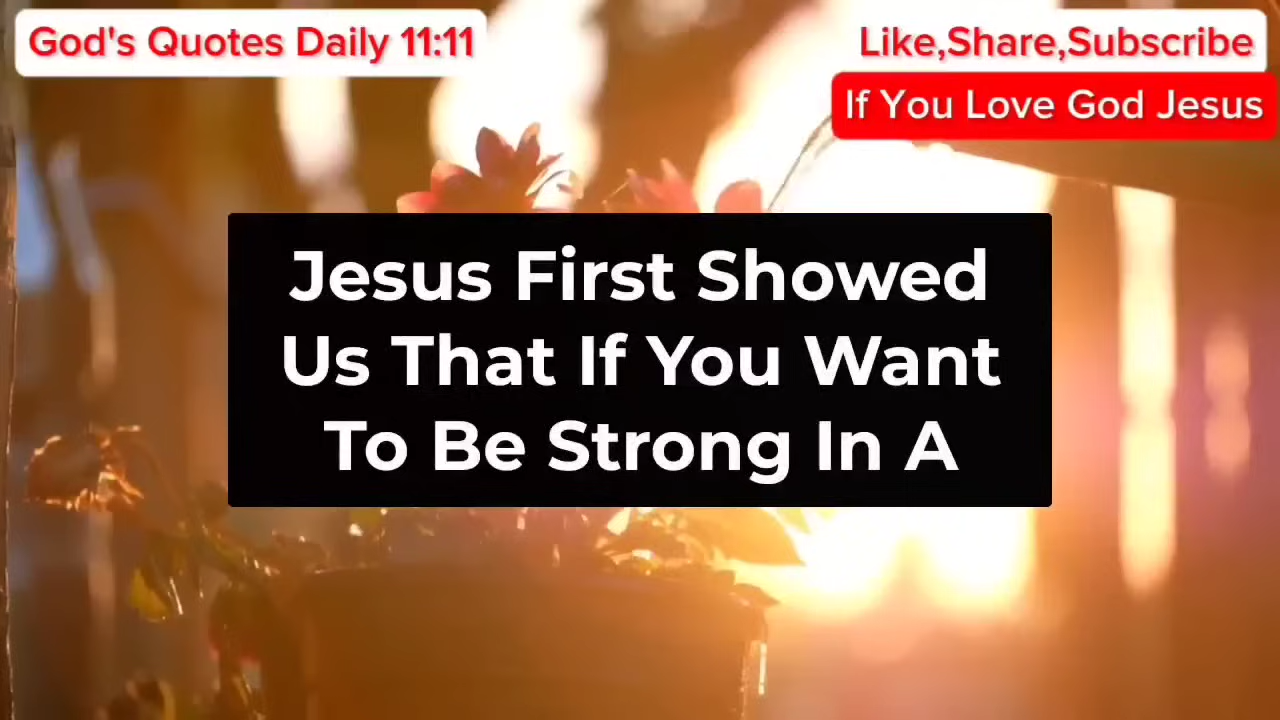 God's Quotes Daily 11:11
Like,Share,Subscribe
If You Love God Jesus
Jesus First Showed
Us That If You Want
To Be Strong In A